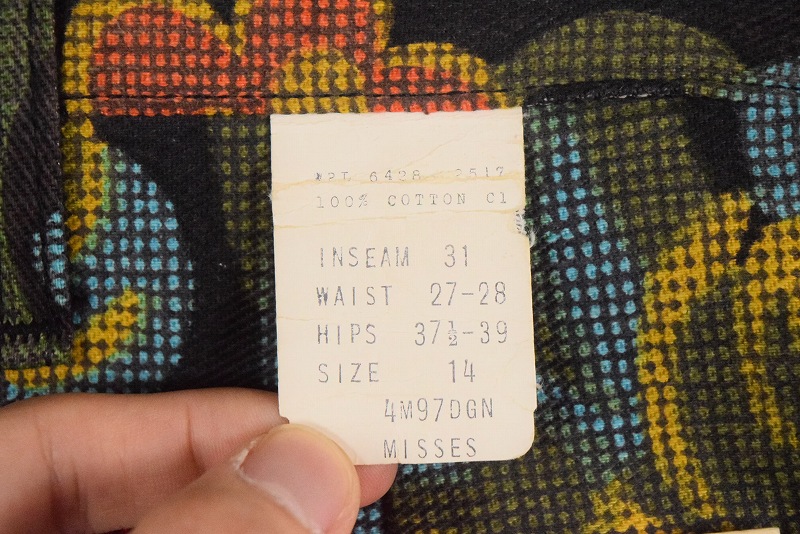 6428 2517
100% COTTON C1
INSEAM 31
WAIST 27-28
HIPS 37½-39
SIZE 14
4M97DGN
MISSES